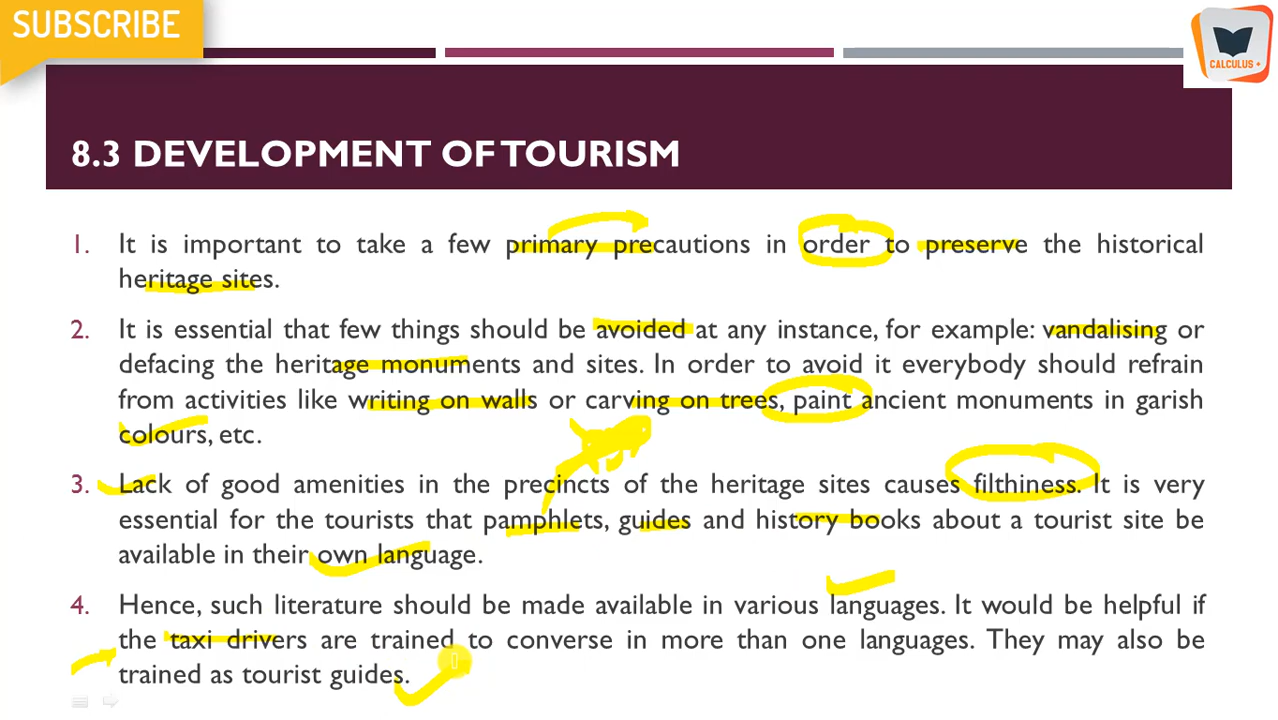 SUBSCRIBE
CALCULUS +
8.3 DEVELOPMENT OF TOURISM
1. It is important to take a few primary precautions in order to preserve the historical
heritage sites.
2. It is essential that few things should be avoided at any instance, for example: vandalising or
defacing the heritage monuments and sites. In order to avoid it everybody should refrain
from activities like writing on walls or carving on trees, paint ancient monuments in garish
colours, etc.
3. Lack of good amenities in the precincts of the heritage sites causes filthiness. It is very
essential for the tourists that pamphlets, guides and history books about a tourist site be
available in their own language.
4. Hence, such literature should be made available in various languages. It would be helpful if
the taxi drivers are trained to converse in more than one languages. They may also be
trained as tourist guides.